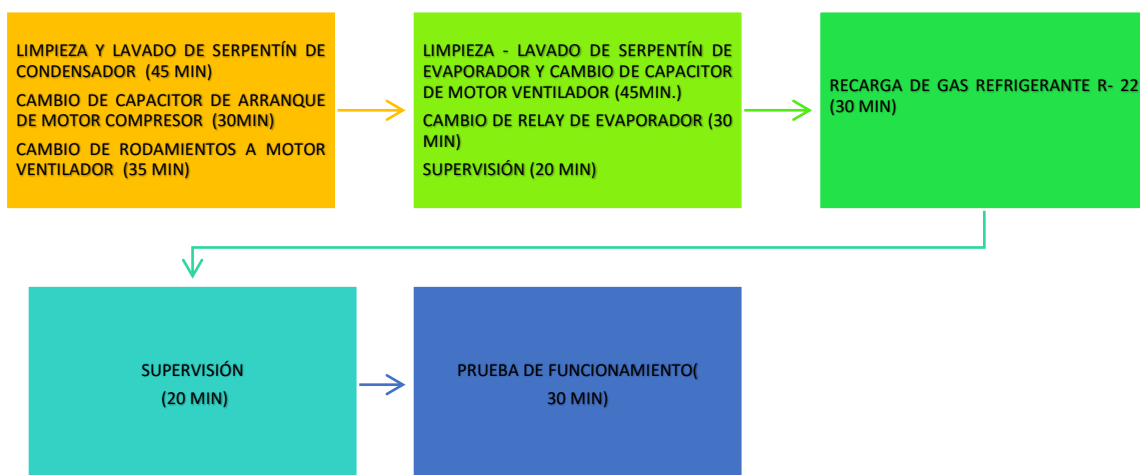 LIMPIEZA Y LAVADO DE SERPENTÍN DE
CONDENSADOR (45 MIN)
CAMBIO DE CAPACITOR DE ARRANQUE
DE MOTOR COMPRESOR (30MIN)
CAMBIO DE RODAMIENTOS A MOTOR
VENTILADOR (35 MIN)
LIMPIEZA - LAVADO DE SERPENTÍN DE
EVAPORADOR Y CAMBIO DE CAPACITOR
DE MOTOR VENTILADOR (45MIN.)
CAMBIO DE RELAY DE EVAPORADOR (30
MIN)
SUPERVISIÓN (20 MIN)
RECARGA DE GAS REFRIGERANTE R- 22
(30 MIN)
SUPERVISIÓN
(20 MIN)
PRUEBA DE FUNCIONAMIENTO(
30 MIN)